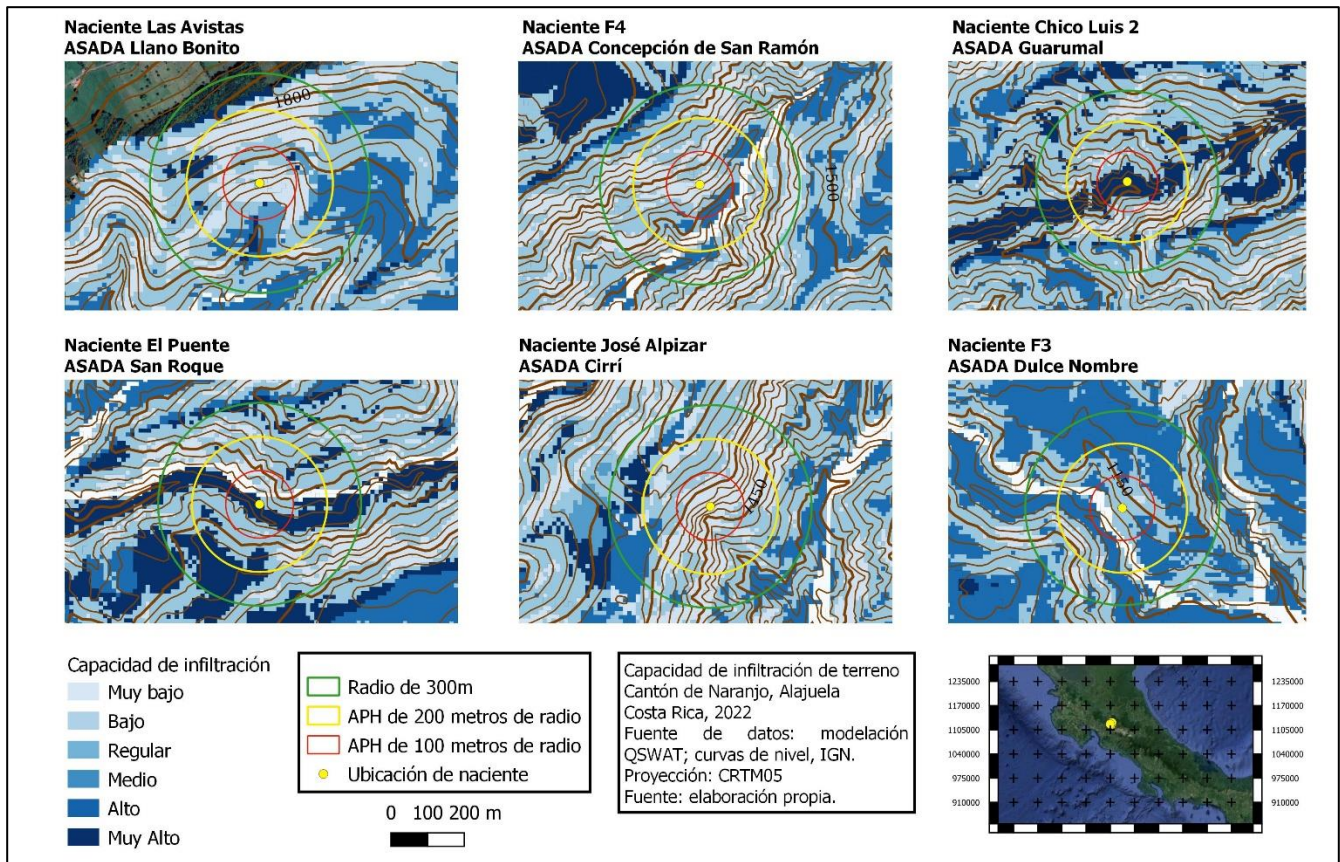 Naciente Las Avistas
ASADA Llano Bonito
1800
Naciente F4
ASADA Concepción de San Ramón
1500
Naciente Chico Luis 2
ASADA Guarumal
Naciente El Puente
ASADA San Roque
Naciente José Alpizar
ASADA Cirrí
1450
Naciente F3
ASADA Dulce Nombre
1150
Capacidad de infiltración
Muy bajo
Bajo
Regular
Medio
Alto
Muy Alto
Radio de 300m
APH de 200 metros de radio
APH de 100 metros de radio
Ubicación de naciente
0 100 200 m
Capacidad de infiltración de terreno
Cantón de Naranjo, Alajuela
Costa Rica, 2022
Fuente de datos: modelación
QSWAT; curvas de nivel, IGN.
Proyección: CRTM05
Fuente: elaboración propia.
1235000 1235000
1170000 1170000
1105000 1105000
1040000 1040000
975000 975000
910000 910000